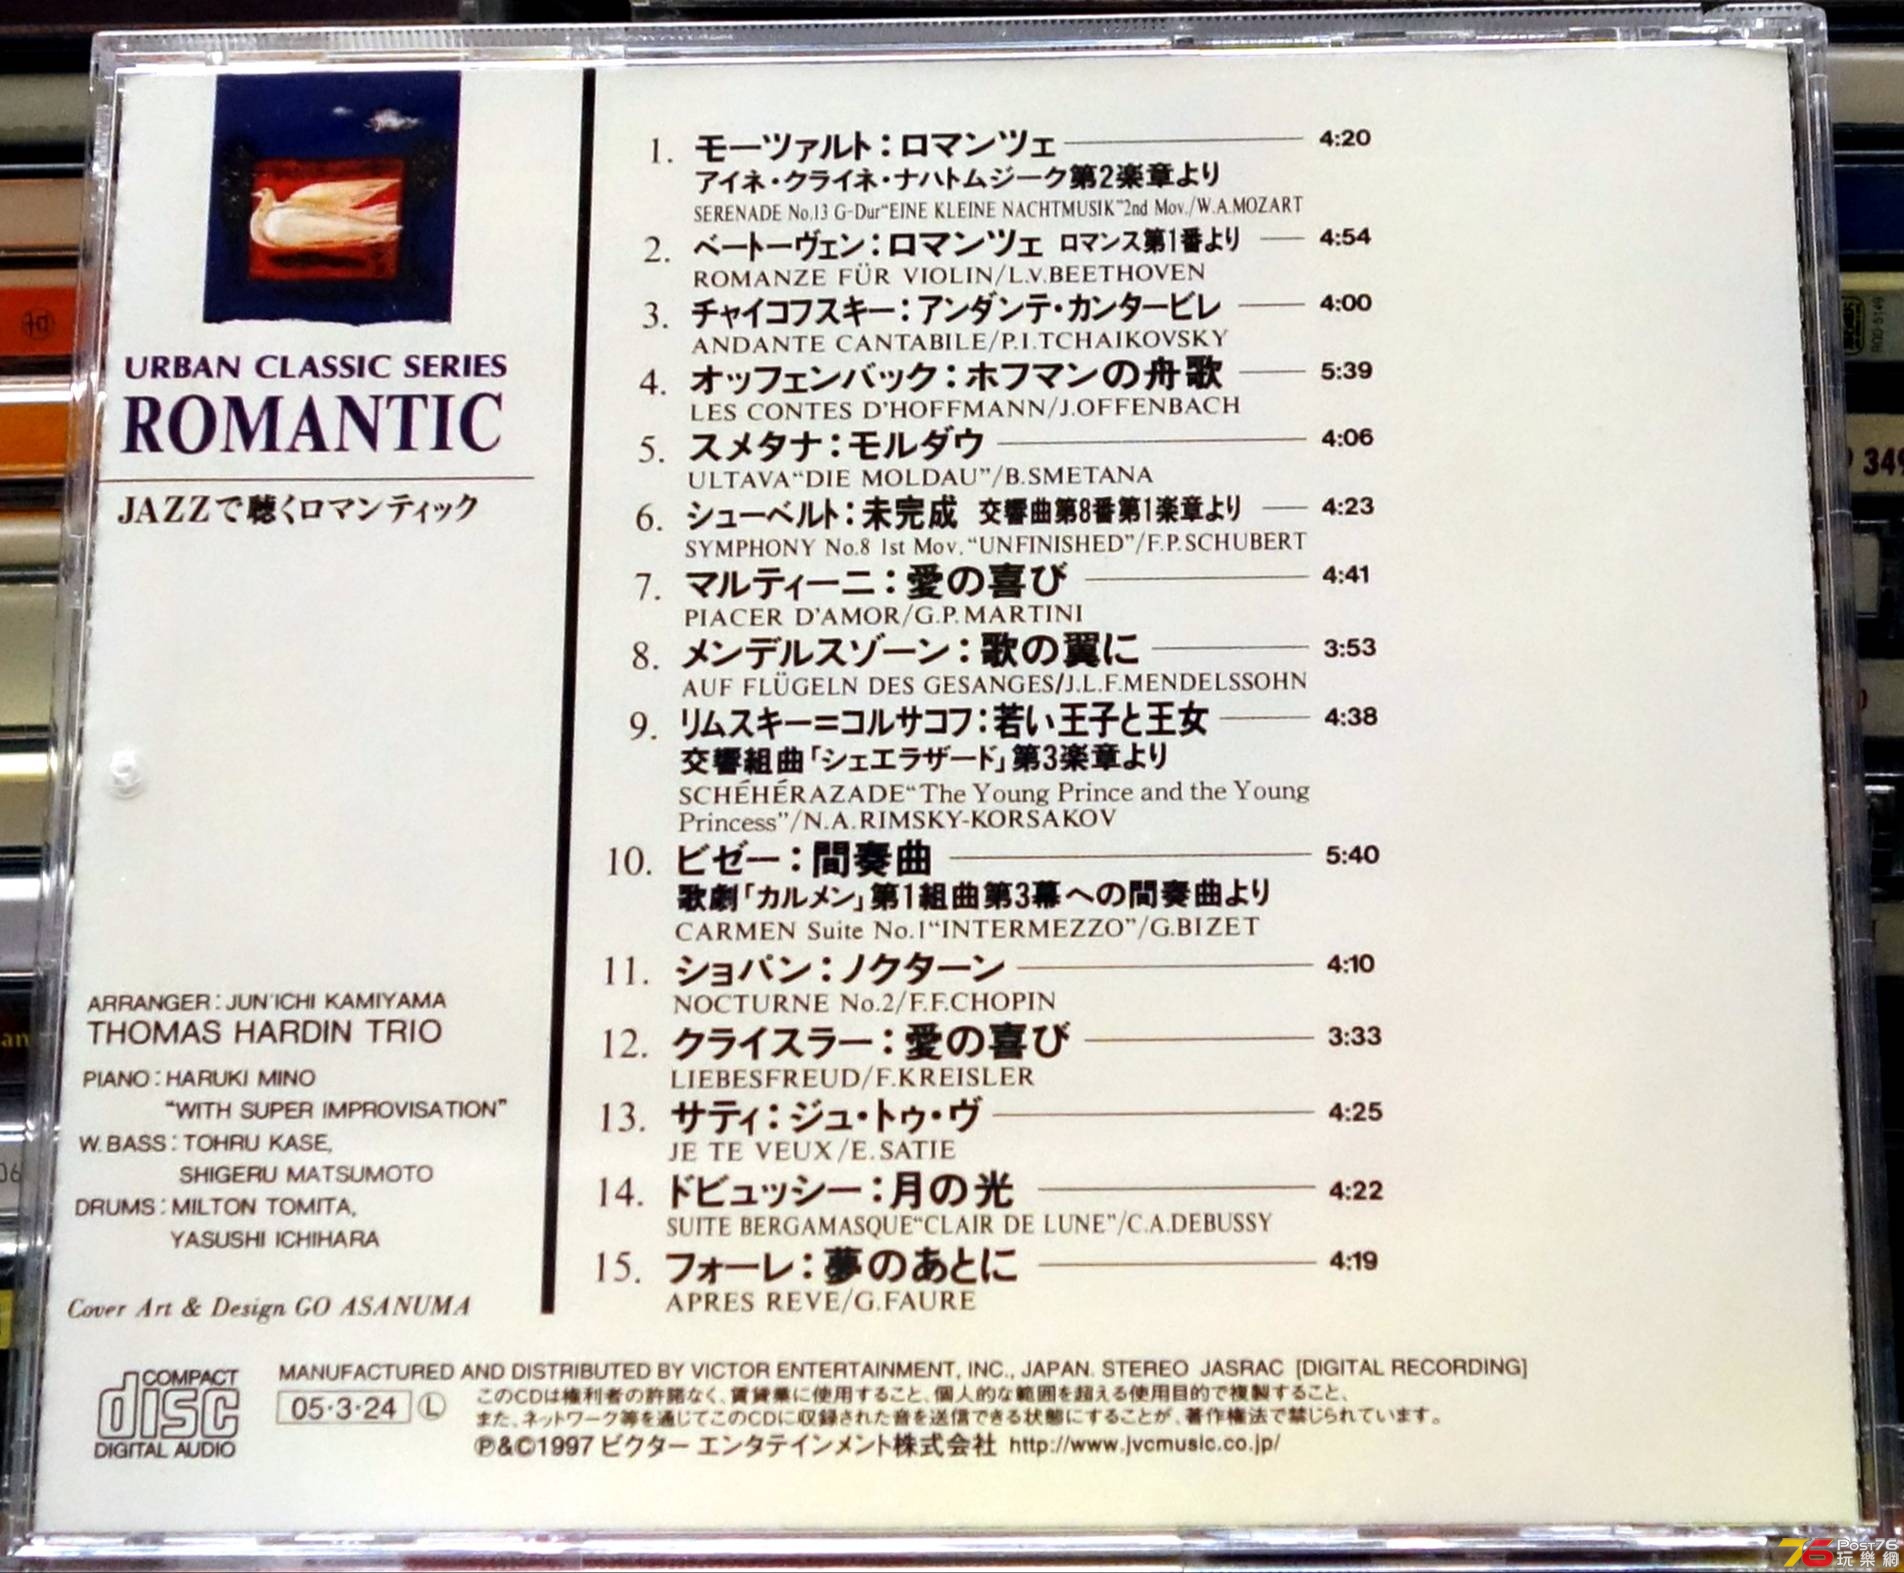 URBAN CLASSIC SERIES
ROMANTIC
JAZZで聴くロマンティック
ARRANGER：JUN'ICHI KAMIYAMA
THOMAS HARDIN TRIO
PIANO：HARUKI MINO
"WITH SUPER IMPROVISATION"
W. BASS：TOHRU KASE,
SHIGERU MATSUMOTO
DRUMS：MILTON TOMITA,
YASUSHI ICHIHARA
Cover Art & Design GO ASANUMA
1. モーツァルト：ロマンツェ 4:20
アイネ・クライネ・ナハトムジーク第2楽章より
SERENADE No.13 G-Dur"EINE KLEINE NACHTMUSIK"2nd Mov./W.A.MOZART
2. ベートーヴェン：ロマンツェ ロマンス第1番より 4:54
ROMANZE FÜR VIOLIN/L.V.BEETHOVEN
3. チャイコフスキー：アンダンテ・カンタービレ 4:00
ANDANTE CANTABILE/P.I.TCHAIKOVSKY
4. オッフェンバック：ホフマンの舟歌 5:39
LES CONTES D'HOFFMANN/J.OFFENBACH
5. スメタナ：モルダウ 4:06
ULTAVA"DIE MOLDAU"/B.SMETANA
6. シューベルト：未完成 交響曲第8番第1楽章より 4:23
SYMPHONY No.8 1st Mov."UNFINISHED"/F.P.SCHUBERT
7. マルティーニ：愛の喜び 4:41
PIACER D'AMOR/G.P.MARTINI
8. メンデルスゾーン：歌の翼に 3:53
AUF FLÜGELN DES GESANGES/J.L.F.MENDELSSOHN
9. リムスキー=コルサコフ：若い王子と王女 4:38
交響組曲「シェエラザード」第3楽章より
SCHÉHÉRAZADE"The Young Prince and the Young
Princess"/N.A.RIMSKY-KORSAKOV
10. ビゼー：間奏曲 5:40
歌劇「カルメン」第1組曲第3幕への間奏曲より
CARMEN Suite No.1"INTERMEZZO"/G.BIZET
11. ショパン：ノクターン 4:10
NOCTURNE No.2/F.F.CHOPIN
12. クライスラー：愛の喜び 3:33
LIEBESFREUD/F.KREISLER
13. サティ：ジュ・トゥ・ヴ 4:25
JE TE VEUX/E.SATIE
14. ドビュッシー：月の光 4:22
SUITE BERGAMASQUE"CLAIR DE LUNE"/C.A.DEBUSSY
15. フォーレ：夢のあとに 4:19
APRES REVE/G.FAURE
COMPACT
disc
DIGITAL AUDIO
MANUFACTURED AND DISTRIBUTED BY VICTOR ENTERTAINMENT, INC., JAPAN. STEREO JASRAC [DIGITAL RECORDING]
05・3・24 Ⓛ
このCDは権利者の許諾なく、賃貸業に使用すること、個人的な範囲を超える使用目的で複製すること、
また、ネットワーク等を通じてこのCDに収録された音を送信できる状態にすることが、著作権法で禁じられています。
Ⓟ&©1997 ビクター エンタテインメント株式会社 http://www.jvcmusic.co.jp/
76 Post76
玩樂網